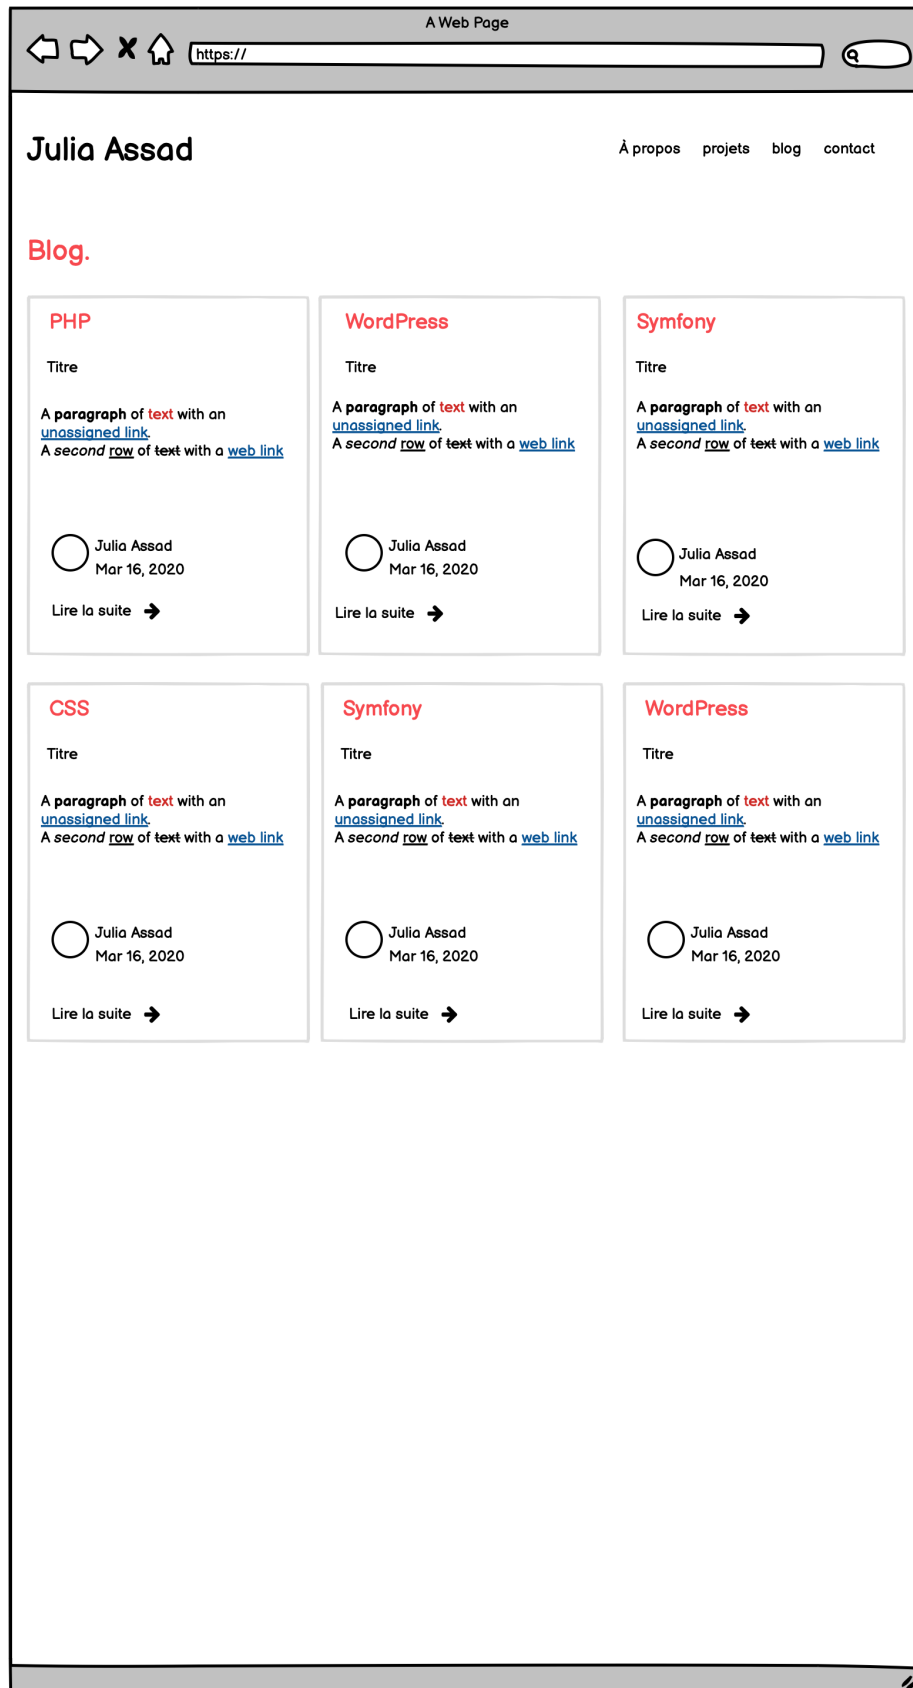 A Web Page
https://
Julia Assad
À propos projets blog contact
Blog.
PHP
Titre
A paragraph of text with an
unassigned link.
A second row of text with a web link
Julia Assad
Mar 16, 2020
Lire la suite
WordPress
Titre
A paragraph of text with an
unassigned link.
A second row of text with a web link
Julia Assad
Mar 16, 2020
Lire la suite
Symfony
Titre
A paragraph of text with an
unassigned link.
A second row of text with a web link
Julia Assad
Mar 16, 2020
Lire la suite
CSS
Titre
A paragraph of text with an
unassigned link.
A second row of text with a web link
Julia Assad
Mar 16, 2020
Lire la suite
Symfony
Titre
A paragraph of text with an
unassigned link.
A second row of text with a web link
Julia Assad
Mar 16, 2020
Lire la suite
WordPress
Titre
A paragraph of text with an
unassigned link.
A second row of text with a web link
Julia Assad
Mar 16, 2020
Lire la suite